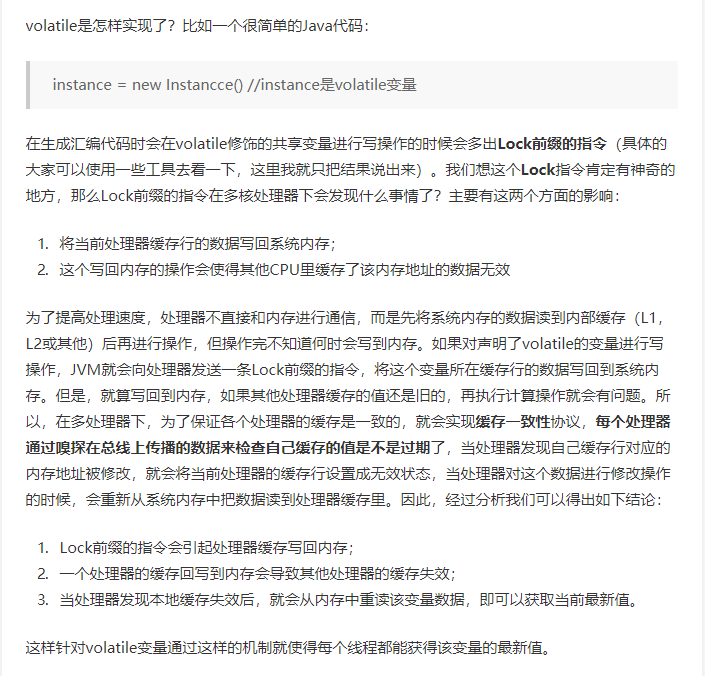 volatile是怎样实现了？比如一个很简单的Java代码：
instance = new Instancce() //instance是volatile变量
在生成汇编代码时会在volatile修饰的共享变量进行写操作的时候会多出Lock前缀的指令（具体的
大家可以使用一些工具去看一下，这里我就只把结果说出来）。我们想这个Lock指令肯定有神奇的
地方，那么Lock前缀的指令在多核处理器下会发现什么事情了？主要有这两个方面的影响：
1. 将当前处理器缓存行的数据写回系统内存；
2. 这个写回内存的操作会使得其他CPU里缓存了该内存地址的数据无效
为了提高处理速度，处理器不直接和内存进行通信，而是先将系统内存的数据读到内部缓存（L1，
L2或其他）后再进行操作，但操作完不知道何时会写到内存。如果对声明了volatile的变量进行写
操作，JVM就会向处理器发送一条Lock前缀的指令，将这个变量所在缓存行的数据写回到系统内
存。但是，就算写回到内存，如果其他处理器缓存的值还是旧的，再执行计算操作就会有问题。所
以，在多处理器下，为了保证各个处理器的缓存是一致的，就会实现缓存一致性协议，每个处理器
通过嗅探在总线上传播的数据来检查自己缓存的值是不是过期了，当处理器发现自己缓存行对应的
内存地址被修改，就会将当前处理器的缓存行设置成无效状态，当处理器对这个数据进行修改操作
的时候，会重新从系统内存中把数据读到处理器缓存里。因此，经过分析我们可以得出如下结论：
1. Lock前缀的指令会引起处理器缓存写回内存；
2. 一个处理器的缓存回写到内存会导致其他处理器的缓存失效；
3. 当处理器发现本地缓存失效后，就会从内存中重读该变量数据，即可以获取当前最新值。
这样针对volatile变量通过这样的机制就使得每个线程都能获得该变量的最新值。